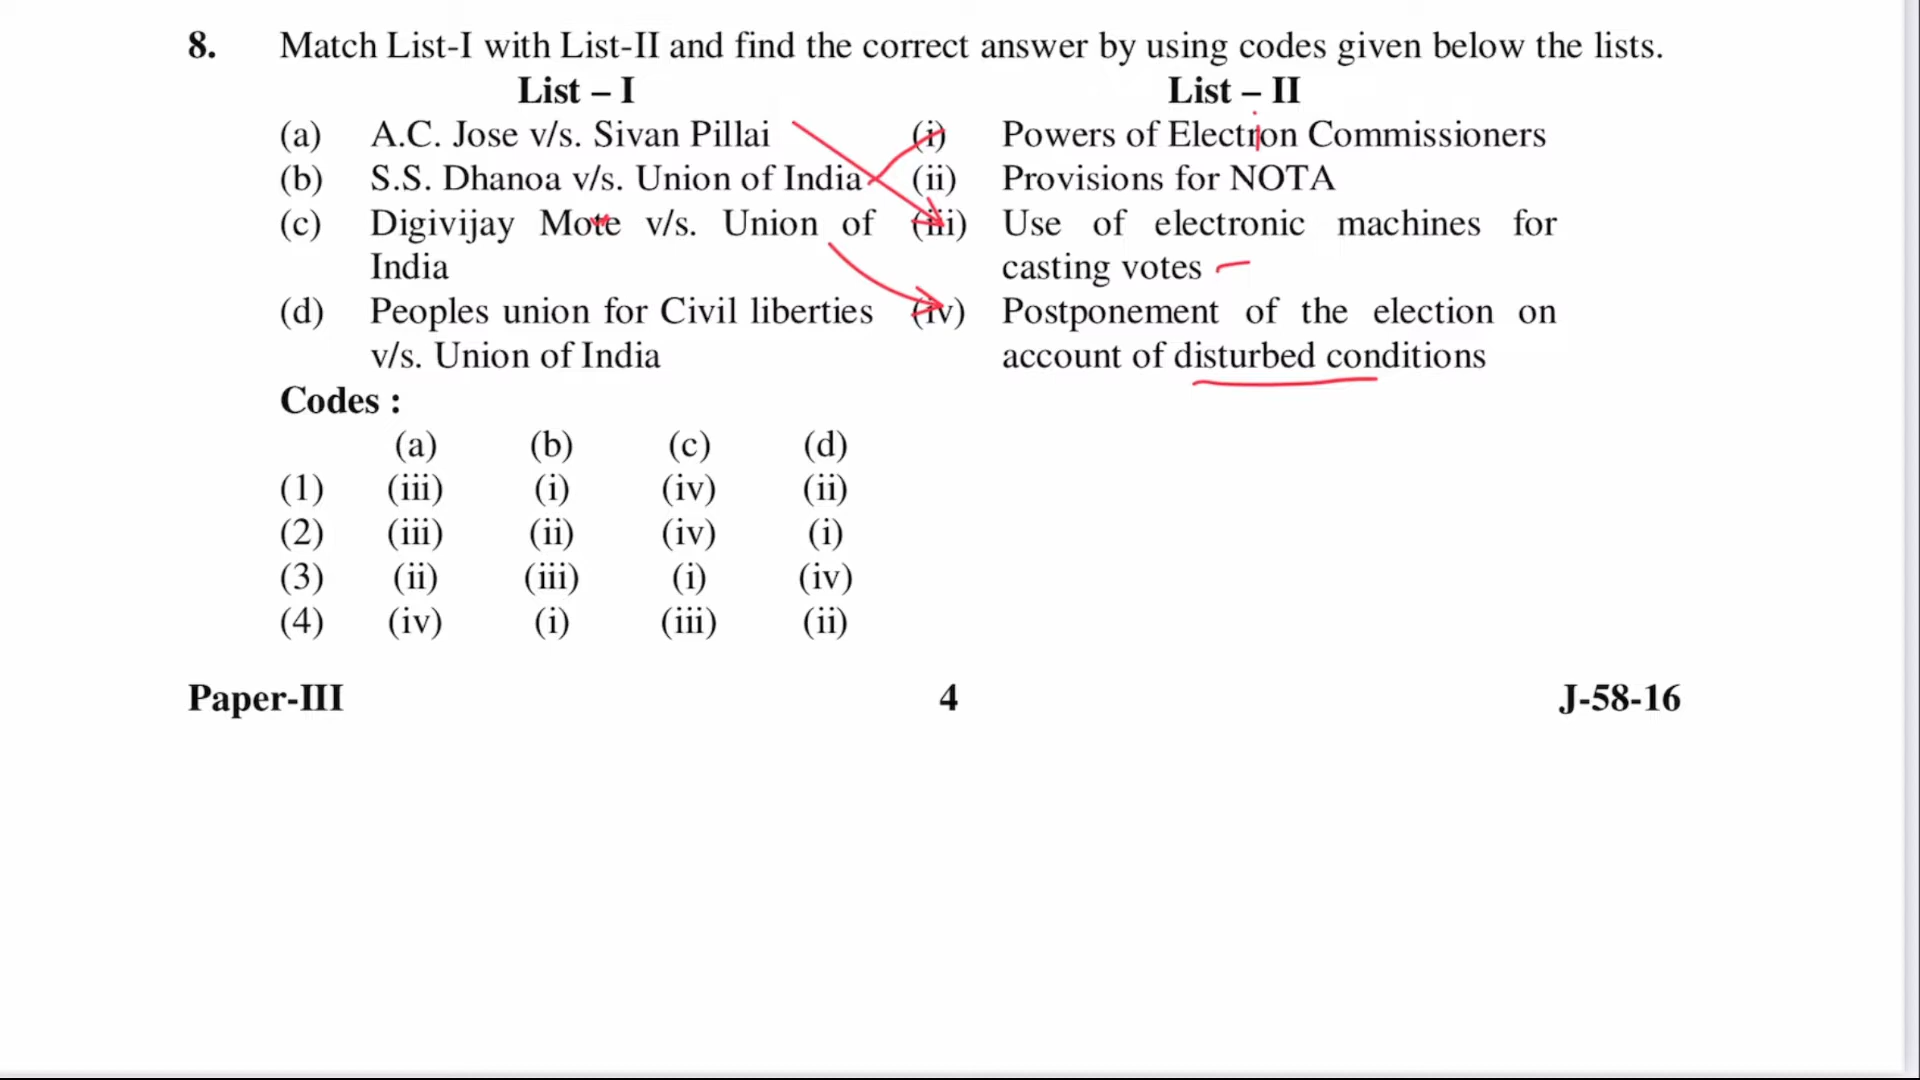 8. Match List-I with List-II and find the correct answer by using codes given below the lists.
List – I List – II
(a) A.C. Jose v/s. Sivan Pillai (i) Powers of Election Commissioners
(b) S.S. Dhanoa v/s. Union of India (ii) Provisions for NOTA
(c) Digivijay Mote v/s. Union of (iii) Use of electronic machines for
India casting votes
(d) Peoples union for Civil liberties (iv) Postponement of the election on
v/s. Union of India account of disturbed conditions
Codes :
(a) (b) (c) (d)
(1) (iii) (i) (iv) (ii)
(2) (iii) (ii) (iv) (i)
(3) (ii) (iii) (i) (iv)
(4) (iv) (i) (iii) (ii)
Paper-III 4 J-58-16